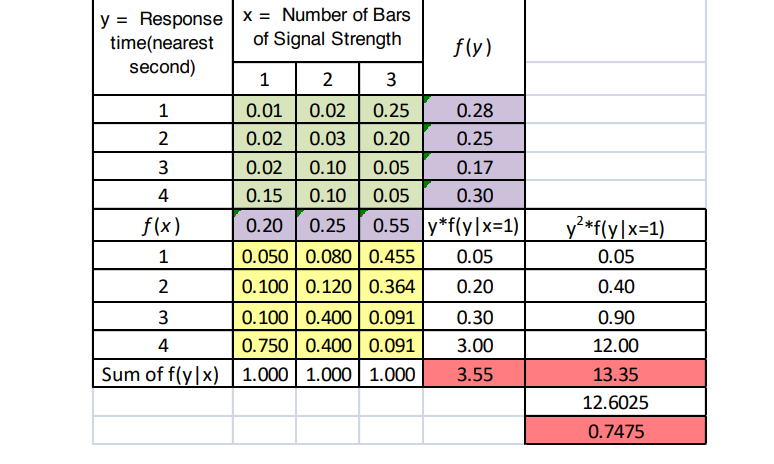 y = Response time(nearest second) x = Number of Bars of Signal Strength f(y)
1 2 3
1 0.01 0.02 0.25 0.28
2 0.02 0.03 0.20 0.25
3 0.02 0.10 0.05 0.17
4 0.15 0.10 0.05 0.30
f(x) 0.20 0.25 0.55 y*f(y|x=1) y²*f(y|x=1)
1 0.050 0.080 0.455 0.05 0.05
2 0.100 0.120 0.364 0.20 0.40
3 0.100 0.400 0.091 0.30 0.90
4 0.750 0.400 0.091 3.00 12.00
Sum of f(y|x) 1.000 1.000 1.000 3.55 13.35
12.6025
0.7475